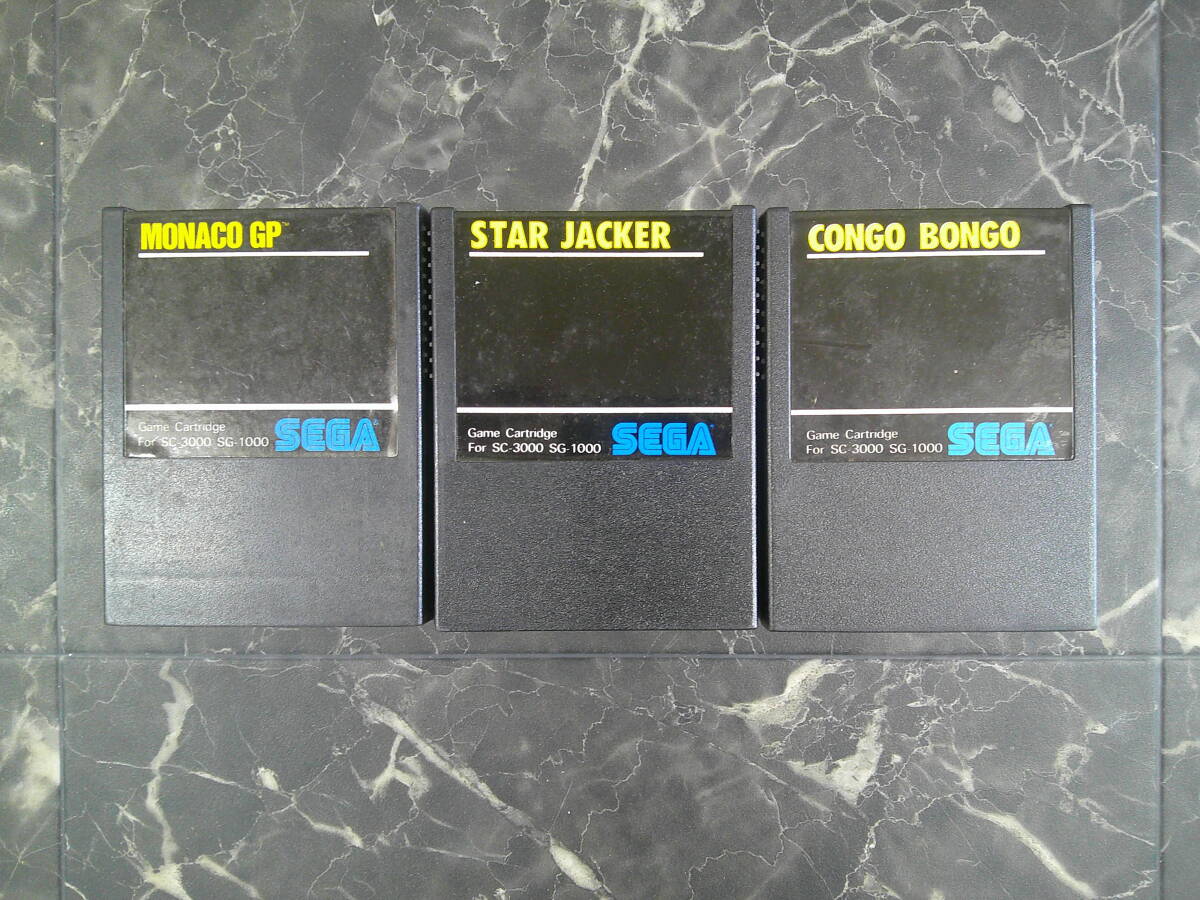 MONACO GP™
Game Cartridge
For SC-3000 SG-1000
SEGA
STAR JACKER
Game Cartridge
For SC-3000 SG-1000
SEGA®
CONGO BONGO
Game Cartridge
For SC-3000 SG-1000
SEGA®